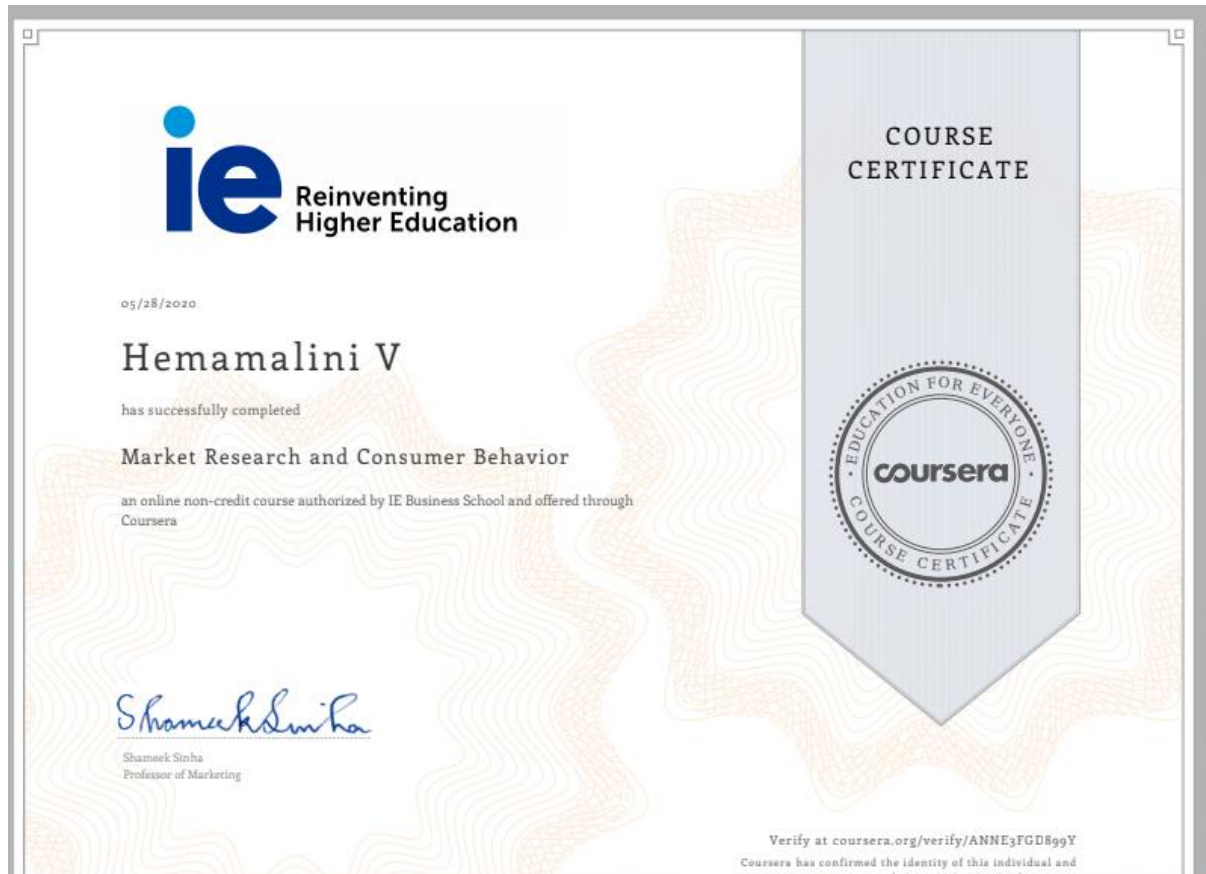 ie
Reinventing
Higher Education
COURSE
CERTIFICATE
05/28/2020
Hemamalini V
has successfully completed
Market Research and Consumer Behavior
an online non-credit course authorized by IE Business School and offered through
Coursera
EDUCATION FOR EVERYONE
coursera
COURSE CERTIFICATE
Shameek Sinha
Shameek Sinha
Professor of Marketing
Verify at coursera.org/verify/ANNE3FGD899Y
Coursera has confirmed the identity of this individual and